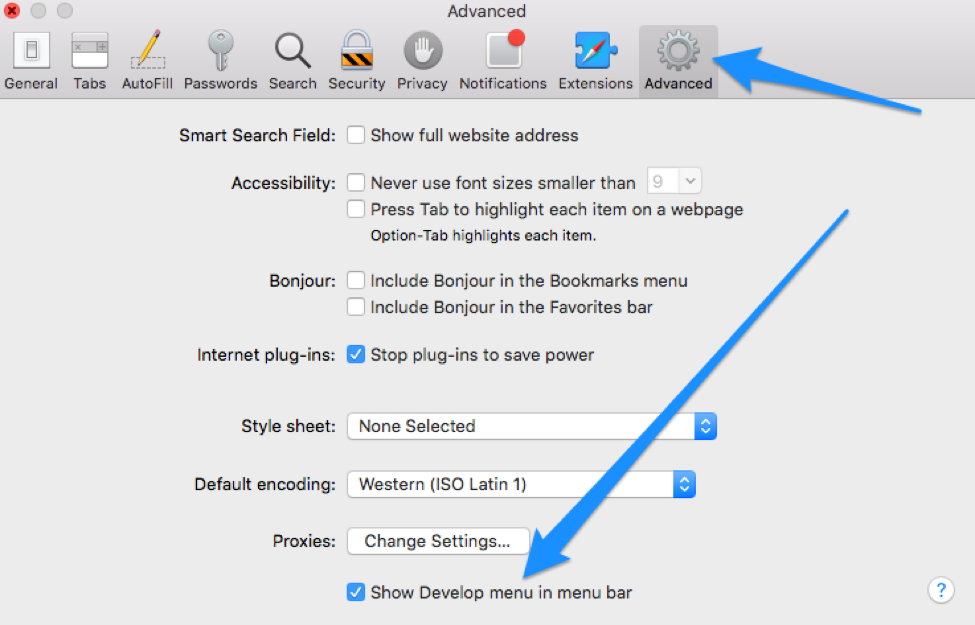 Advanced
General Tabs AutoFill Passwords Search Security Privacy Notifications Extensions Advanced
Smart Search Field: Show full website address
Accessibility: Never use font sizes smaller than 9
Press Tab to highlight each item on a webpage
Option-Tab highlights each item.
Bonjour: Include Bonjour in the Bookmarks menu
Include Bonjour in the Favorites bar
Internet plug-ins: Stop plug-ins to save power
Style sheet: None Selected
Default encoding: Western (ISO Latin 1)
Proxies: Change Settings...
Show Develop menu in menu bar
?